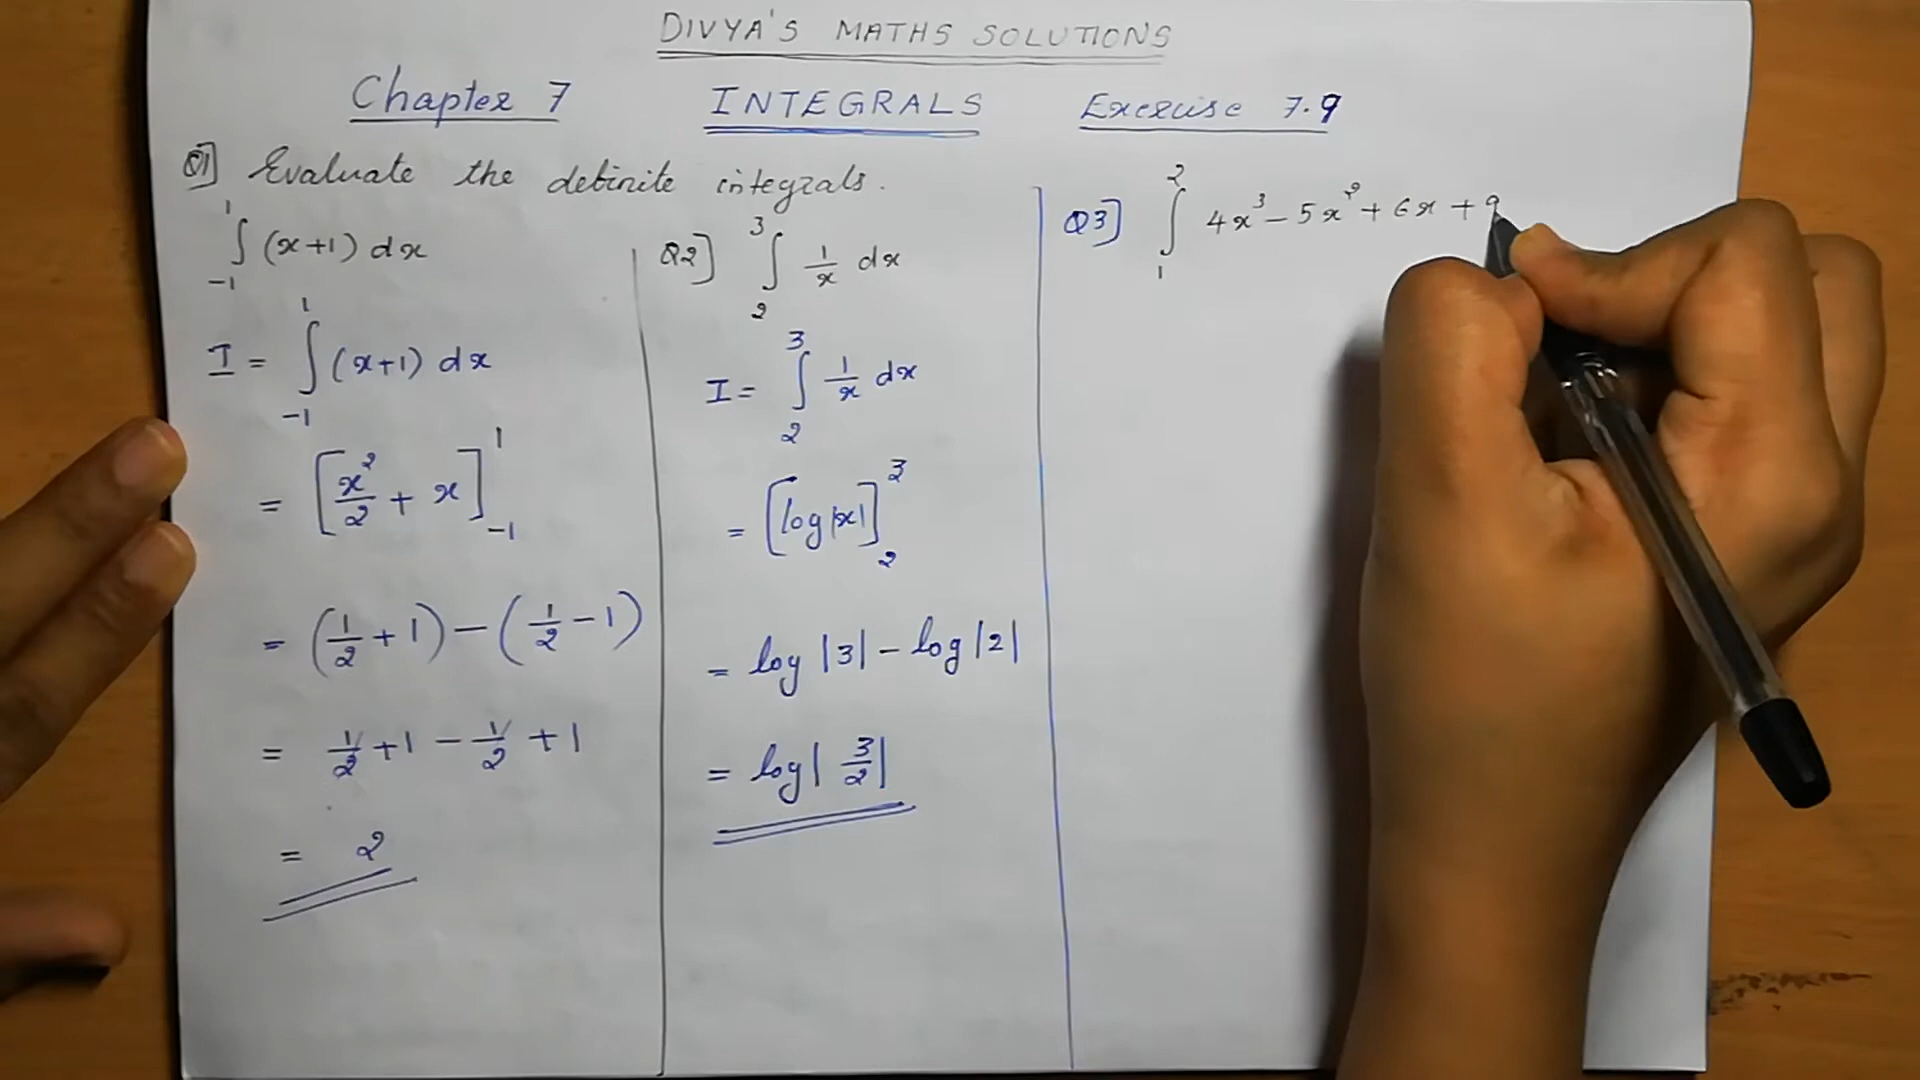 DIVYA'S MATHS SOLUTIONS
Chapter 7 INTEGRALS Exercise 7.9
Q1] Evaluate the definite integrals.
∫₋₁¹ (x+1) dx
I = ∫₋₁¹ (x+1) dx
= [x²/2 + x]₋₁¹
= (1/2 + 1) - (1/2 - 1)
= 1/2 + 1 - 1/2 + 1
= 2
Q2] ∫₂³ 1/x dx
I = ∫₂³ 1/x dx
= [log|x|]₂³
= log |3| - log |2|
= log | 3/2 |
Q3] ∫₁² 4x³ - 5x² + 6x + 9